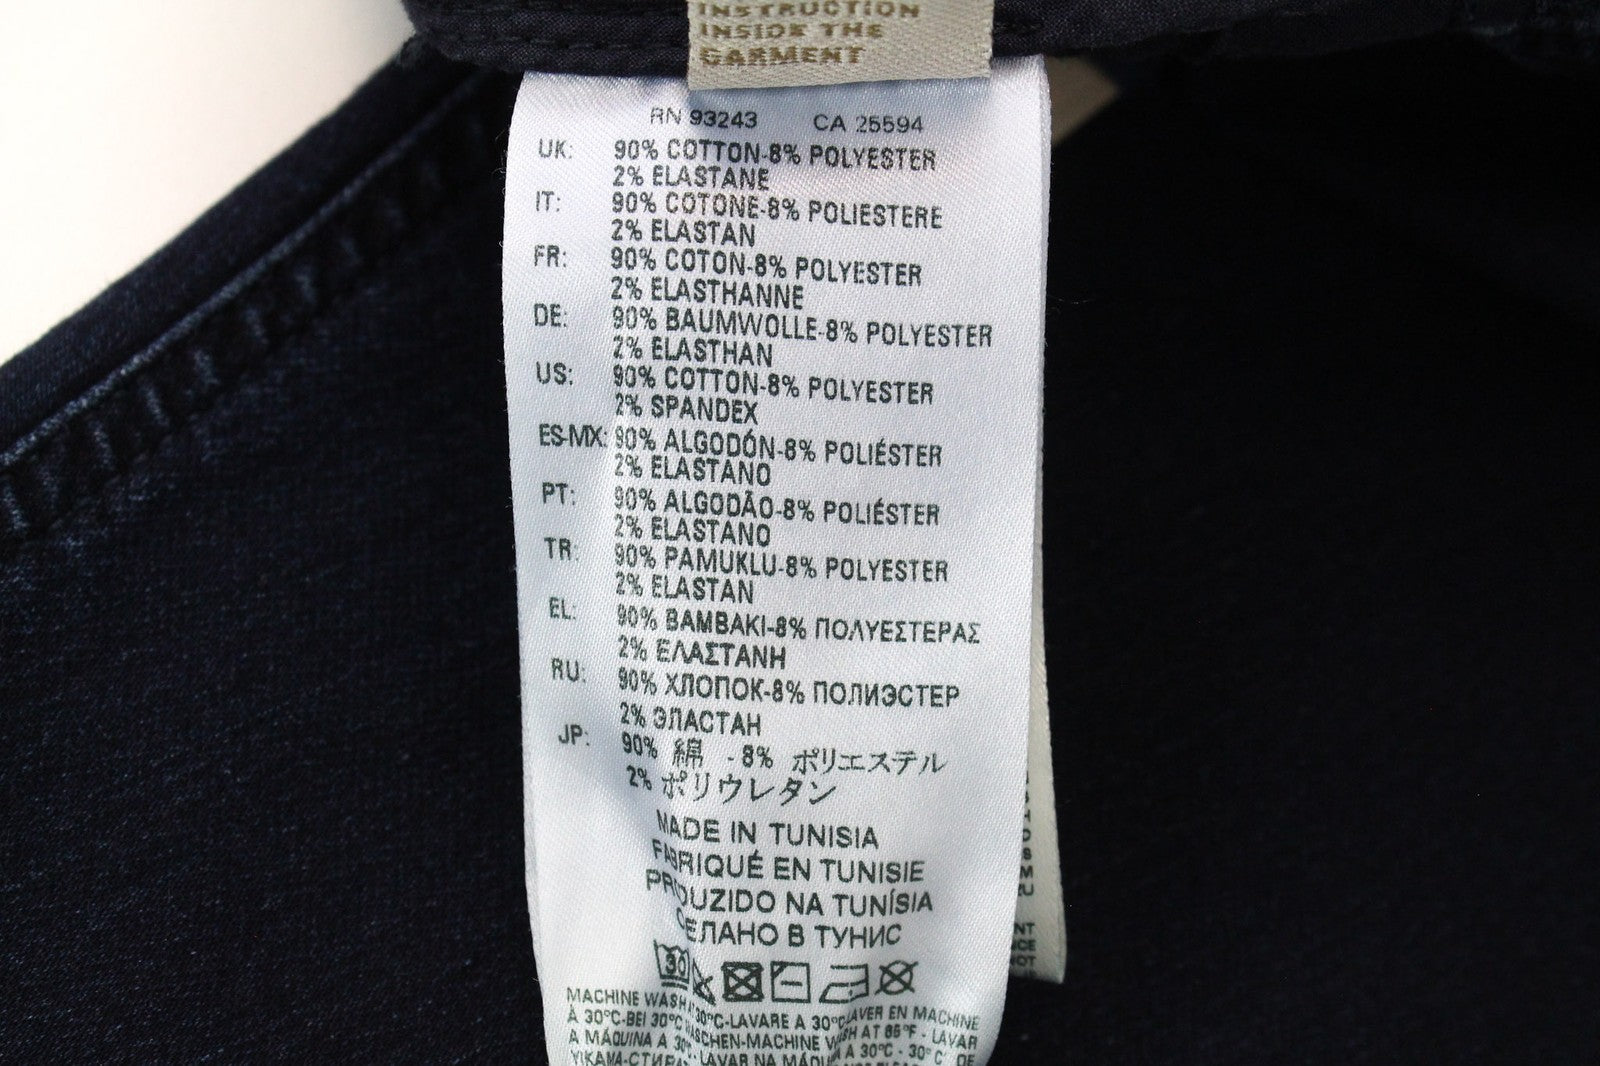 INSTRUCTION
INSIDE THE
GARMENT
RN 93243 CA 25594
UK: 90% COTTON-8% POLYESTER
2% ELASTANE
IT: 90% COTONE-8% POLIESTERE
2% ELASTAN
FR: 90% COTON-8% POLYESTER
2% ELASTHANNE
DE: 90% BAUMWOLLE-8% POLYESTER
2% ELASTHAN
US: 90% COTTON-8% POLYESTER
2% SPANDEX
ES-MX: 90% ALGODÓN-8% POLIÉSTER
2% ELASTANO
PT: 90% ALGODÃO-8% POLIÉSTER
2% ELASTANO
TR: 90% PAMUKLU-8% POLYESTER
2% ELASTAN
EL: 90% BAMBAKI-8% ΠΟΛΥΕΣΤΕΡΑΣ
2% ΕΛΑΣΤΑΝΗ
RU: 90% ХЛОПОК-8% ПОЛИЭСТЕР
2% ЭЛАСТАН
JP: 90% 綿 - 8% ポリエステル
2% ポリウレタン
MADE IN TUNISIA
FABRIQUÉ EN TUNISIE
PRODUZIDO NA TUNÍSIA
СДЕЛАНО В ТУНИС
30
MACHINE WASH AT 30°C-LAVER EN MACHINE
À 30°C-BEI 30°C WASCHEN-MACHINE WASH AT 86°F - LAVAR
A MÁQUINA A 30°C - LAVAR NA MÁQUINA A 30°C - 30°C DE